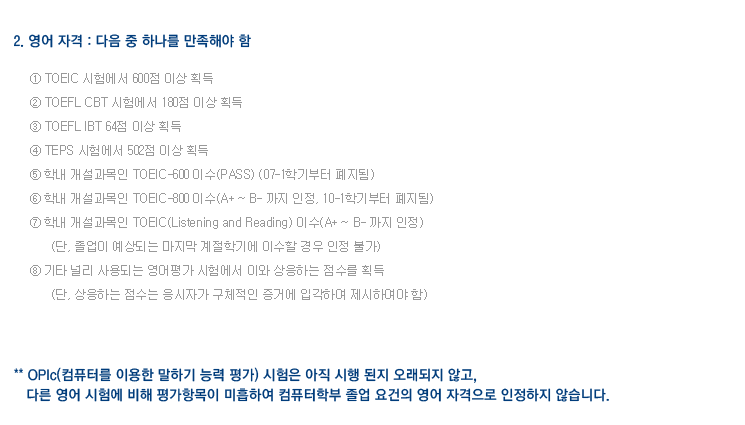 2. 영어 자격 : 다음 중 하나를 만족해야 함
① TOEIC 시험에서 600점 이상 획득
② TOEFL CBT 시험에서 180점 이상 획득
③ TOEFL IBT 64점 이상 획득
④ TEPS 시험에서 502점 이상 획득
⑤ 학내 개설과목인 TOEIC-600 이수(PASS) (07-1학기부터 폐지됨)
⑥ 학내 개설과목인 TOEIC-800 이수(A+ ~ B- 까지 인정, 10-1학기부터 폐지됨)
⑦ 학내 개설과목인 TOEIC(Listening and Reading) 이수(A+ ~ B- 까지 인정)
(단, 졸업이 예상되는 마지막 계절학기에 이수할 경우 인정 불가)
⑧ 기타 널리 사용되는 영어평가 시험에서 이와 상응하는 점수를 획득
(단, 상응하는 점수는 응시자가 구체적인 증거에 입각하여 제시하여야 함)
** OPIc(컴퓨터를 이용한 말하기 능력 평가) 시험은 아직 시행 된지 오래되지 않고,
다른 영어 시험에 비해 평가항목이 미흡하여 컴퓨터학부 졸업 요건의 영어 자격으로 인정하지 않습니다.